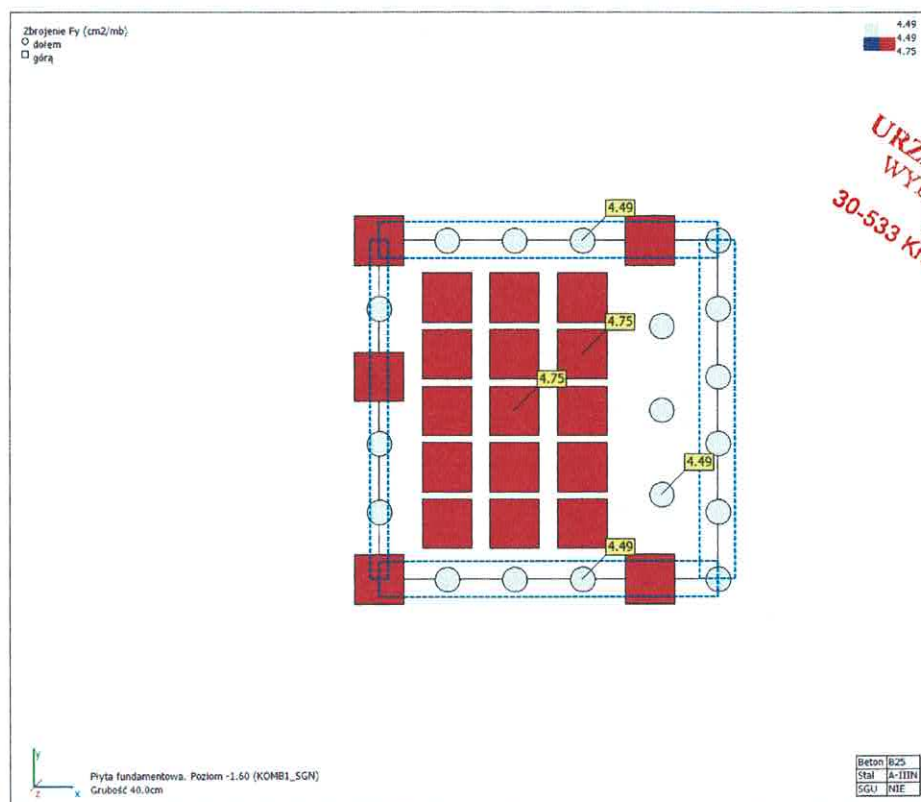 Zbrojenie Fy (cm2/mb)
dołem
górą
4.49
4.49
4.75
30-533
4.49
4.75
4.75
4.49
4.49
y
z
x
Płyta fundamentowa. Poziom -1.60 (KOMB1_SGN)
Grubość 40.0cm
Beton B25
Stal A-IIIN
SGU NIE